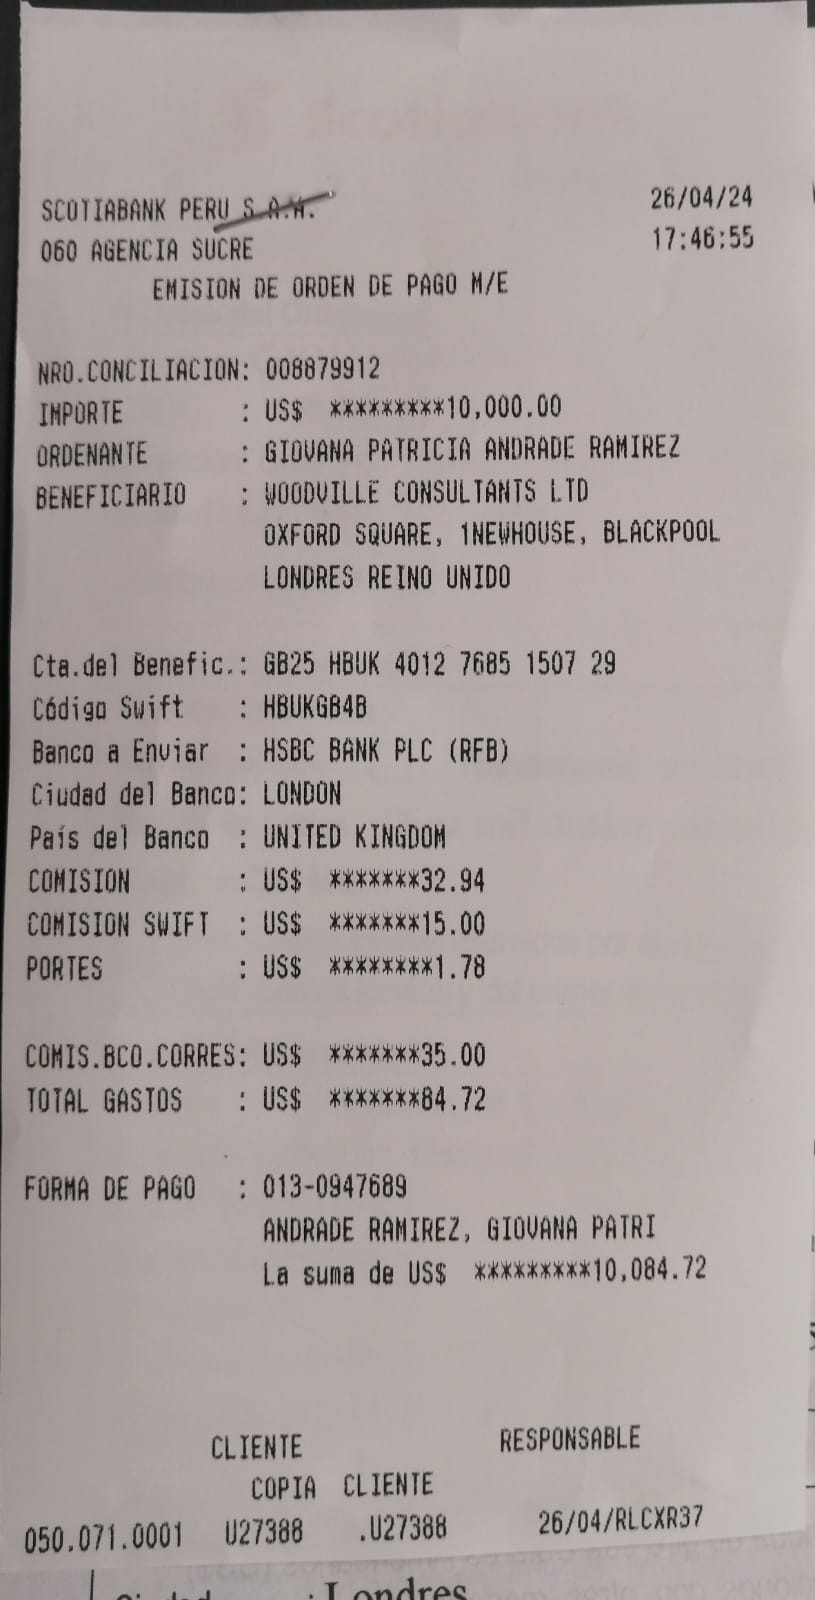 SCOTIABANK PERU S.A.A. 26/04/24
060 AGENCIA SUCRE 17:46:55
EMISION DE ORDEN DE PAGO M/E
NRO.CONCILIACION: 008879912
IMPORTE : US$ *********10,000.00
ORDENANTE : GIOVANA PATRICIA ANDRADE RAMIREZ
BENEFICIARIO : WOODVILLE CONSULTANTS LTD
OXFORD SQUARE, 1NEWHOUSE, BLACKPOOL
LONDRES REINO UNIDO
Cta.del Benefic.: GB25 HBUK 4012 7685 1507 29
Código Swift : HBUKGB4B
Banco a Enviar : HSBC BANK PLC (RFB)
Ciudad del Banco: LONDON
País del Banco : UNITED KINGDOM
COMISION : US$ *******32.94
COMISION SWIFT : US$ *******15.00
PORTES : US$ ********1.78
COMIS.BCO.CORRES: US$ *******35.00
TOTAL GASTOS : US$ *******84.72
FORMA DE PAGO : 013-0947689
ANDRADE RAMIREZ, GIOVANA PATRI
La suma de US$ *********10,084.72
CLIENTE RESPONSABLE
COPIA CLIENTE
050.071.0001 U27388 .U27388 26/04/RLCXR37
: Londres